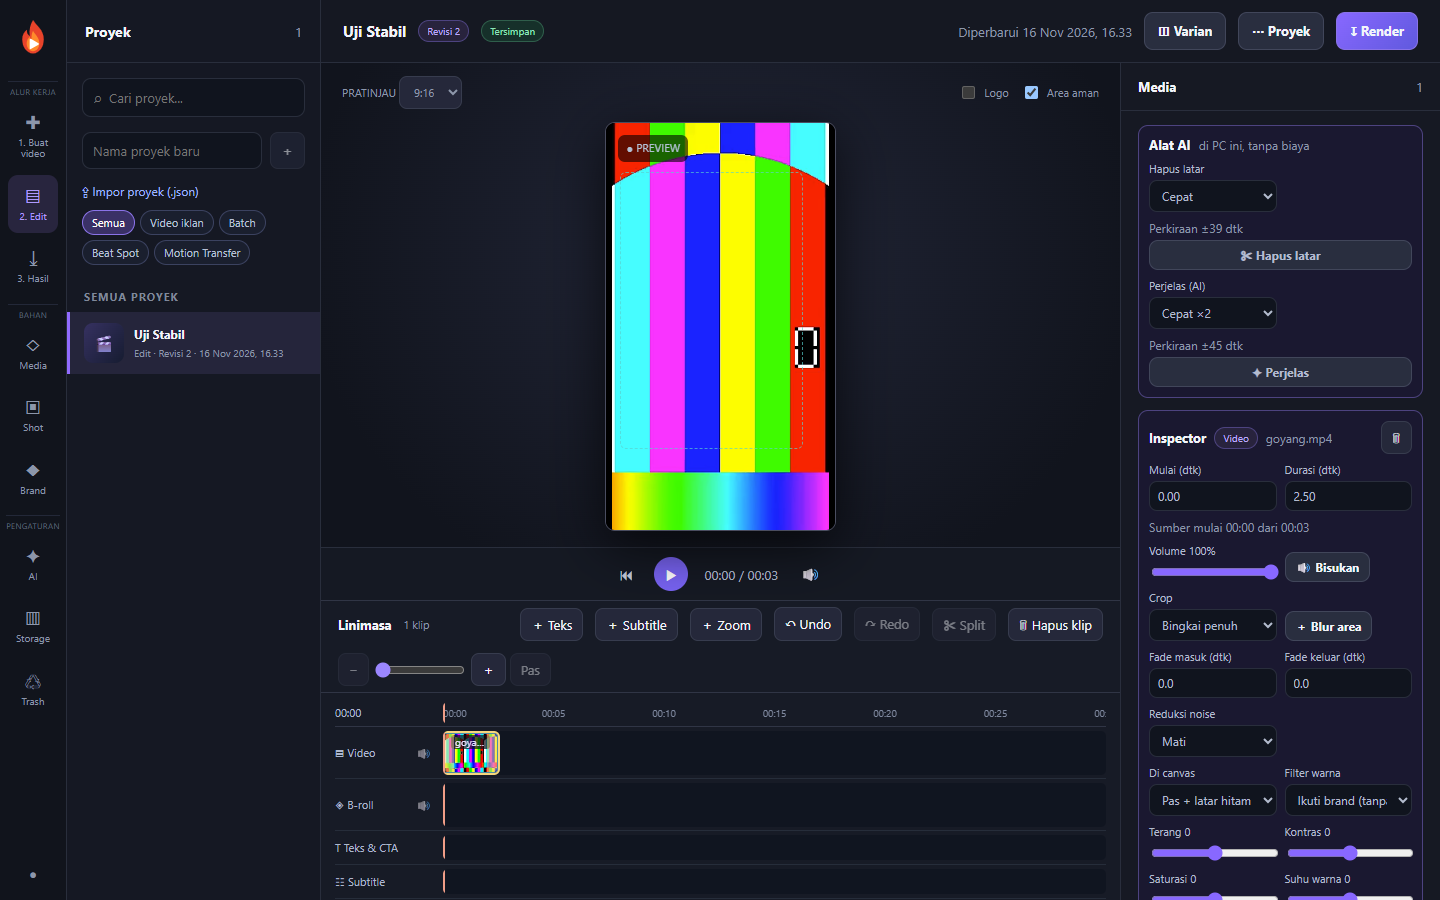 ALUR KERJA
1. Buat
video
2. Edit
3. Hasil
BAHAN
Media
Shot
Brand
PENGATURAN
AI
Storage
Trash
Proyek
1
Cari proyek...
Nama proyek baru
+
Impor proyek (.json)
Semua
Video iklan
Batch
Beat Spot
Motion Transfer
SEMUA PROYEK
Uji Stabil
Edit · Revisi 2 · 16 Nov 2026, 16.33
Uji Stabil
Revisi 2
Tersimpan
Diperbarui 16 Nov 2026, 16.33
Varian
Proyek
Render
PRATINJAU
9:16
Logo
Area aman
PREVIEW
0
00:00 / 00:03
Linimasa
1 klip
+ Teks
+ Subtitle
+ Zoom
Undo
Redo
Split
Hapus klip
−
+
Pas
00:00
00:00
00:05
00:10
00:15
00:20
00:25
00:
Video
goya...
B-roll
T Teks & CTA
Subtitle
Media
1
Alat AI
di PC ini, tanpa biaya
Hapus latar
Cepat
Perkiraan ±39 dtk
Hapus latar
Perjelas (AI)
Cepat ×2
Perkiraan ±45 dtk
Perjelas
Inspector
Video
goyang.mp4
Mulai (dtk)
Durasi (dtk)
0.00
2.50
Sumber mulai 00:00 dari 00:03
Volume 100%
Bisukan
Crop
Bingkai penuh
+ Blur area
Fade masuk (dtk)
Fade keluar (dtk)
0.0
0.0
Reduksi noise
Mati
Di canvas
Filter warna
Pas + latar hitam
Ikuti brand (tanp
Terang 0
Kontras 0
Saturasi 0
Suhu warna 0